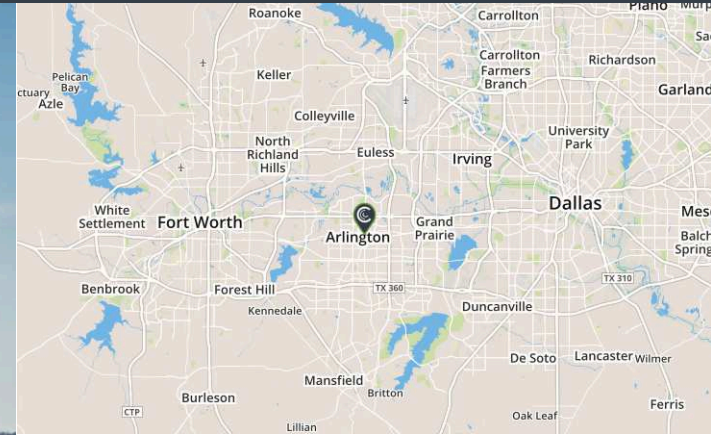 Plano
Roanoke
Carrollton
Carrollton
Farmers
Branch
Richardson
Keller
Pelican
Bay
Azle
Garland
Colleyville
University
Park
North
Richland
Hills
Euless
Irving
White
Settlement
Fort Worth
Dallas
Arlington
Grand
Prairie
TX 310
Benbrook
Forest Hill
TX 360
Kennedale
Duncanville
De Soto
Lancaster
Wilmer
Mansfield
Britton
Burleson
Ferris
CTP
Oak Leaf
Lillian